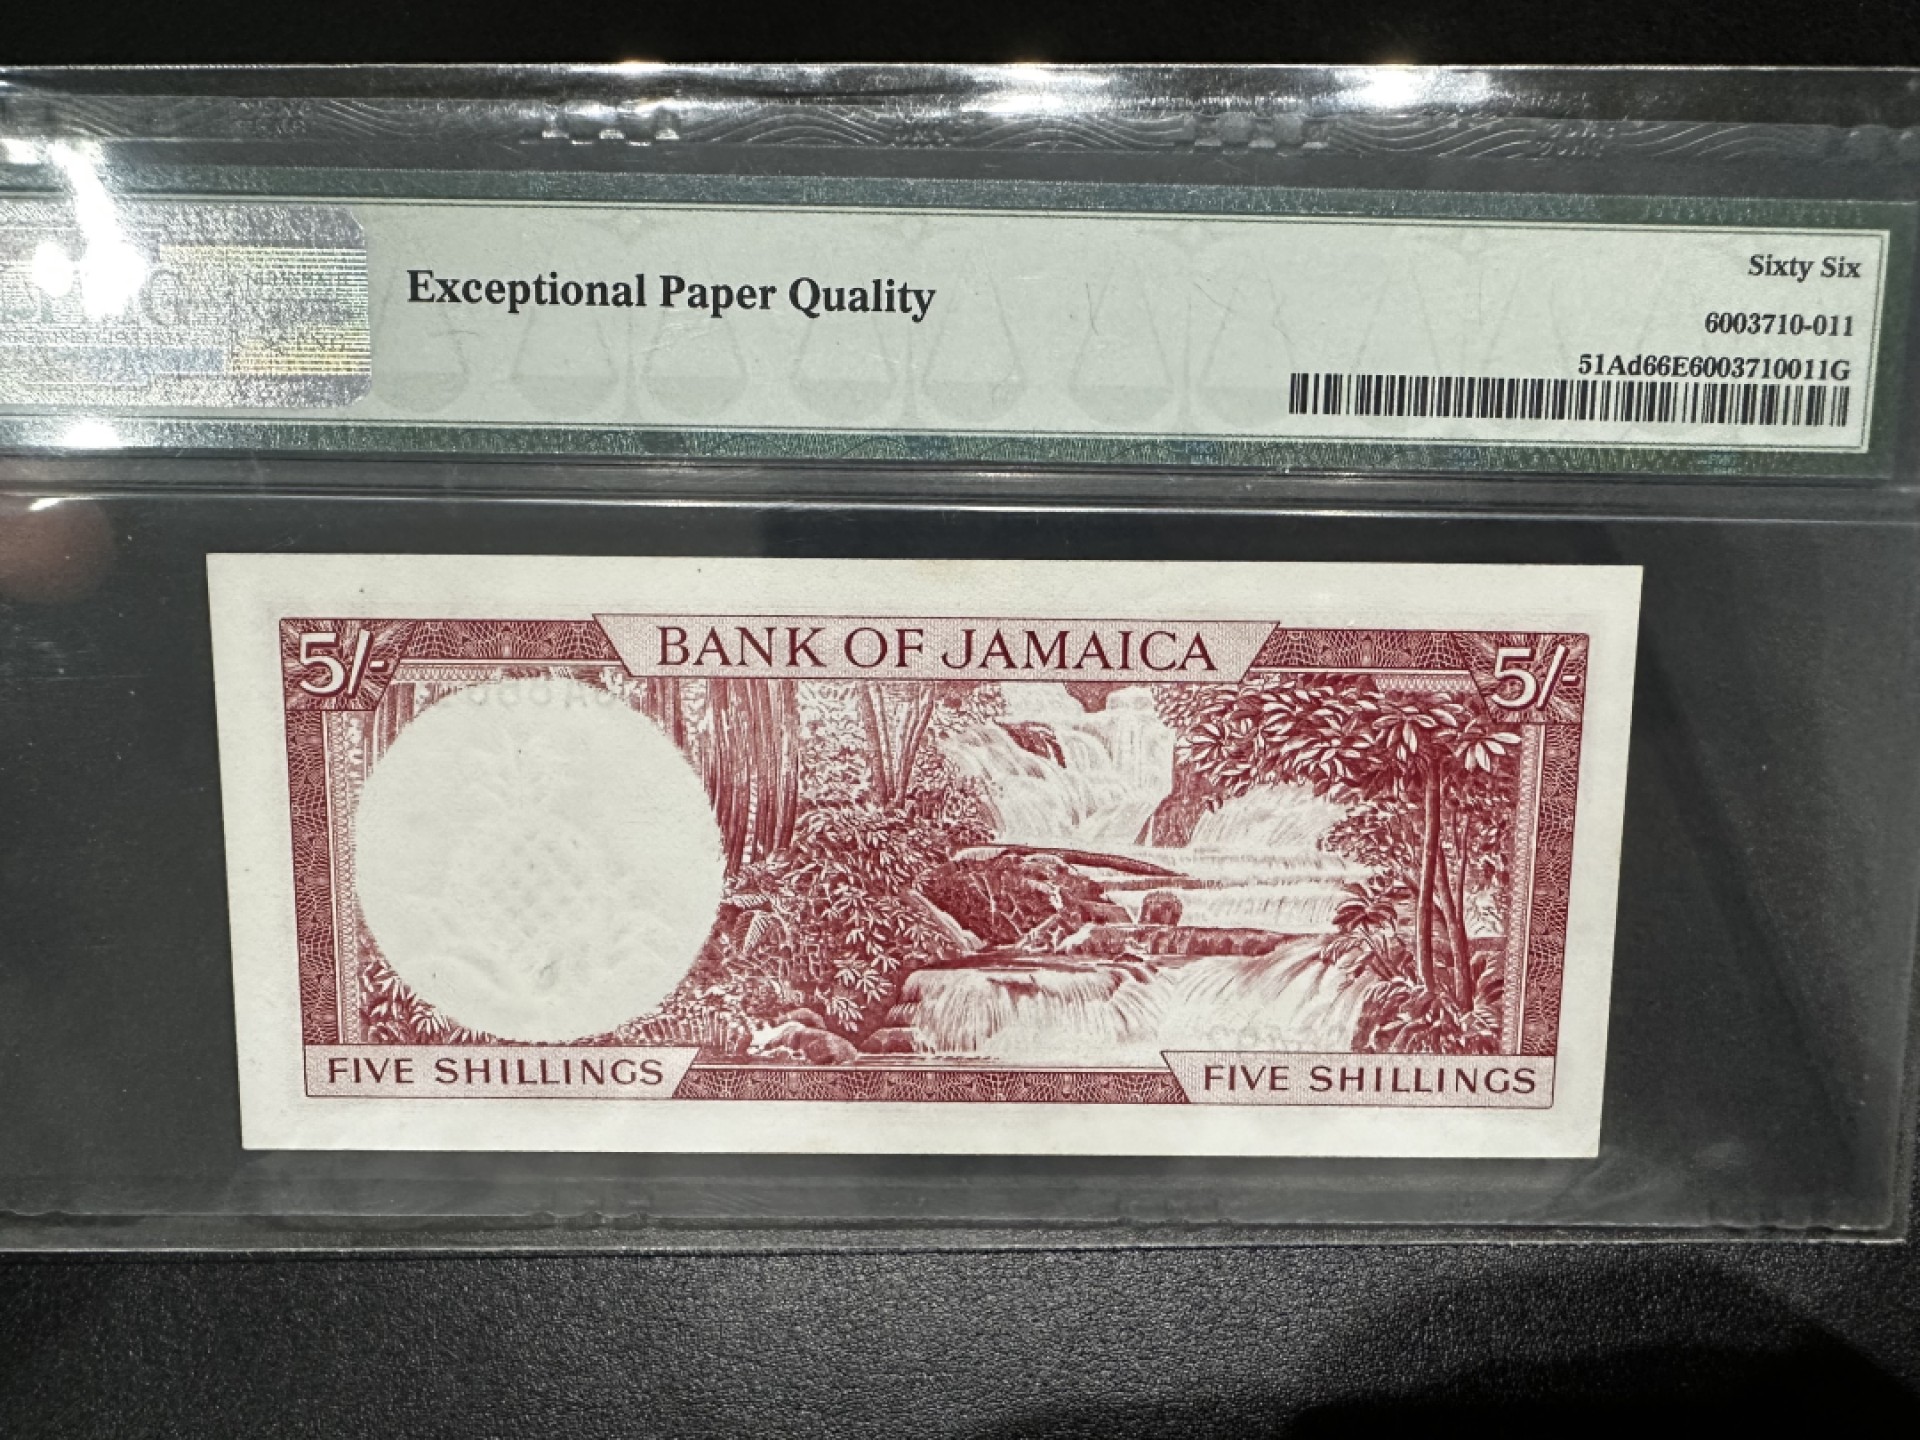 Exceptional Paper Quality
Sixty Six
6003710-011
51Ad66E6003710011G
5/-
BANK OF JAMAICA
5/-
FIVE SHILLINGS
FIVE SHILLINGS